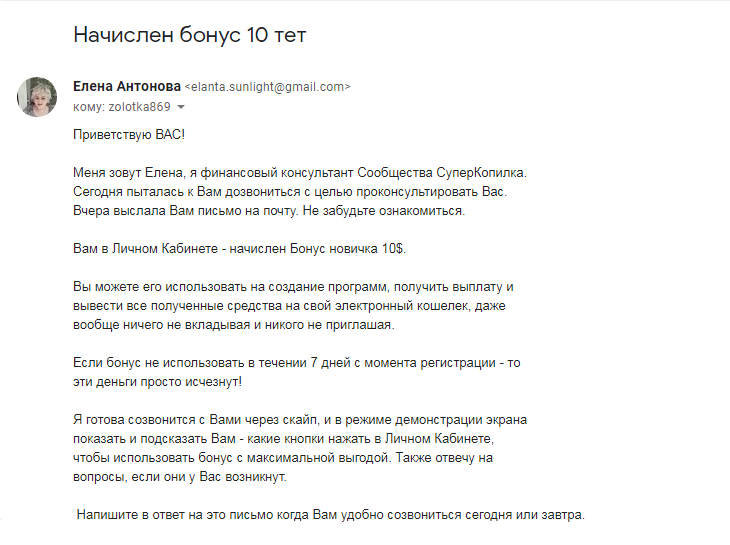 Начислен бонус 10 тет
Елена Антонова <elanta.sunlight@gmail.com>
кому: zolotka869
Приветствую ВАС!
Меня зовут Елена, я финансовый консультант Сообщества СуперКопилка.
Сегодня пыталась к Вам дозвониться с целью проконсультировать Вас.
Вчера выслала Вам письмо на почту. Не забудьте ознакомиться.
Вам в Личном Кабинете - начислен Бонус новичка 10$.
Вы можете его использовать на создание программ, получить выплату и
вывести все полученные средства на свой электронный кошелек, даже
вообще ничего не вкладывая и никого не приглашая.
Если бонус не использовать в течении 7 дней с момента регистрации - то
эти деньги просто исчезнут!
Я готова созвонится с Вами через скайп, и в режиме демонстрации экрана
показать и подсказать Вам - какие кнопки нажать в Личном Кабинете,
чтобы использовать бонус с максимальной выгодой. Также отвечу на
вопросы, если они у Вас возникнут.
Напишите в ответ на это письмо когда Вам удобно созвониться сегодня или завтра.